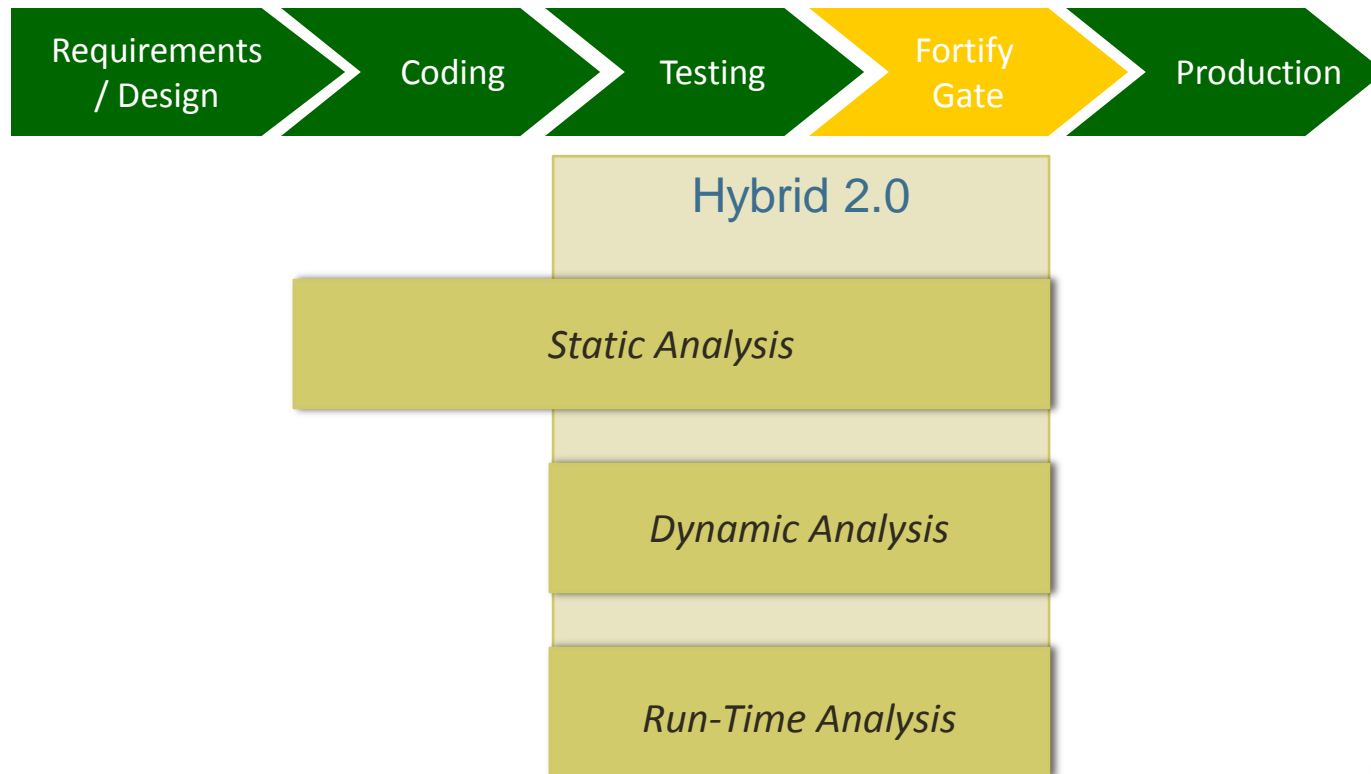 Requirements
/ Design
Coding
Testing
Fortify
Gate
Production
Hybrid 2.0
Static Analysis
Dynamic Analysis
Run-Time Analysis